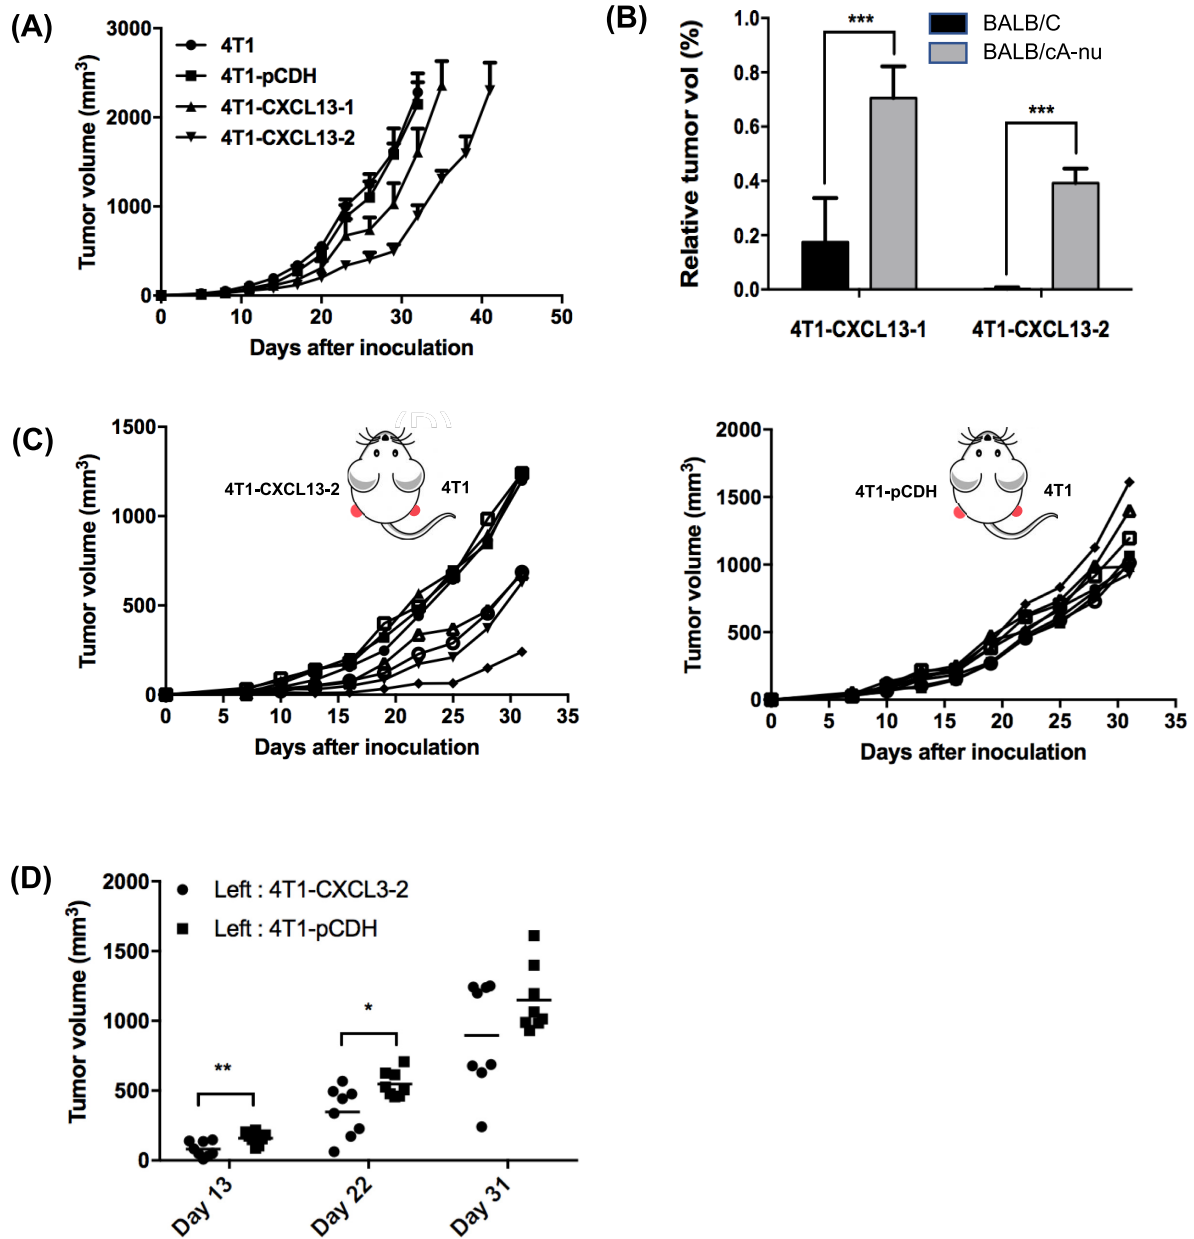 (A)
3000
2000
1000
0
Tumor volume (mm³)
4T1
4T1-pCDH
4T1-CXCL13-1
4T1-CXCL13-2
0 10 20 30 40 50
Days after inoculation
(B)
1.0
0.8
0.6
0.4
0.2
0.0
Relative tumor vol (%)
***
***
BALB/C
BALB/cA-nu
4T1-CXCL13-1 4T1-CXCL13-2
(C)
1500
1000
500
0
Tumor volume (mm³)
4T1-CXCL13-2 4T1
0 5 10 15 20 25 30 35
Days after inoculation
2000
1500
1000
500
0
Tumor volume (mm³)
4T1-pCDH 4T1
0 5 10 15 20 25 30 35
Days after inoculation
(D)
2000
1500
1000
500
0
Tumor volume (mm³)
Left : 4T1-CXCL3-2
Left : 4T1-pCDH
**
*
Day 13
Day 22
Day 31